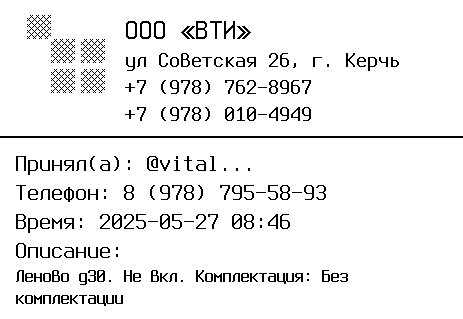 ООО «ВТИ»
ул Советская 26, г. Керчь
+7 (978) 762-8967
+7 (978) 010-4949
Принял(а): @vital...
Телефон: 8 (978) 795-58-93
Время: 2025-05-27 08:46
Описание:
Леново g30. Не вкл. Комплектация: Без
комплектации